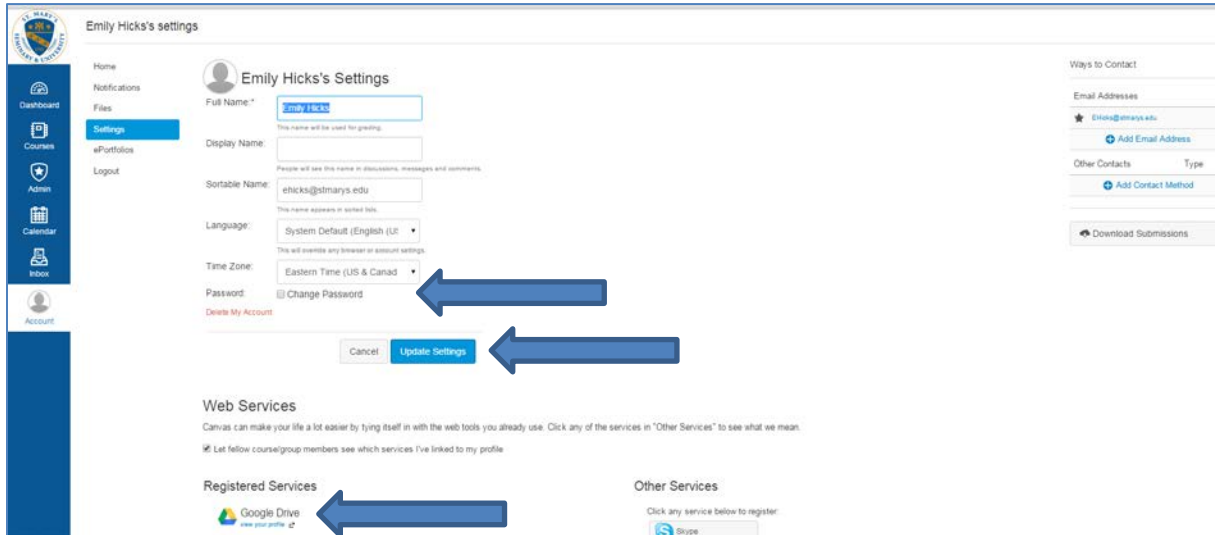 ST. MARY'S
SEMINARY & UNIVERSITY
Emily Hicks's settings
Dashboard
Courses
Admin
Calendar
Inbox
Account
Home
Notifications
Files
Settings
ePortfolios
Logout
Emily Hicks's Settings
Full Name:*
Emily Hicks
This name will be used for grading.
Display Name:
People will see this name in discussions, messages and comments.
Sortable Name:
ehicks@stmarys.edu
This name appears in sorted lists.
Language:
System Default (English (US
This will override any browser or account settings.
Time Zone:
Eastern Time (US & Canad
Password:
Change Password
Delete My Account
Cancel
Update Settings
Web Services
Canvas can make your life a lot easier by tying itself in with the web tools you already use. Click any of the services in "Other Services" to see what we mean.
Let fellow course/group members see which services I've linked to my profile
Registered Services
Google Drive
view your profile
Other Services
Click any service below to register:
Skype
Ways to Contact
Email Addresses
EHicks@stmarys.edu
Add Email Address
Other Contacts Type
Add Contact Method
Download Submissions